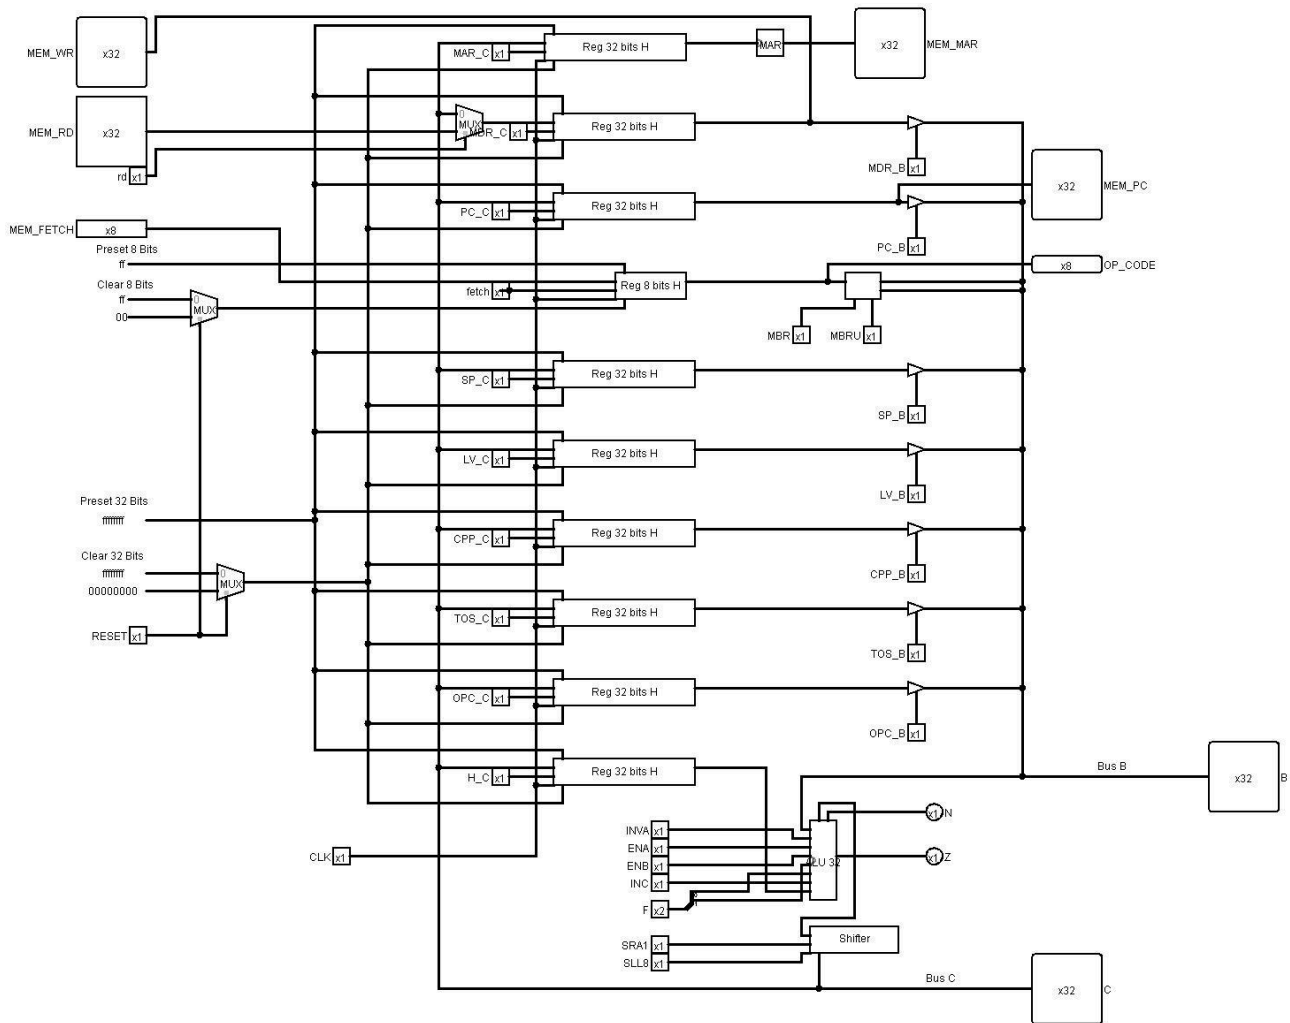 MEM_WR x32
MAR_C x1 Reg 32 bits H MAR x32 MEM_MAR
MEM_RD x32
0 MUX MDR_C x1 Reg 32 bits H
rd x1
MDR_B x1
x32 MEM_PC
PC_C x1 Reg 32 bits H
MEM_FETCH x8
PC_B x1
Preset 8 Bits
ff
x8 OP_CODE
Clear 8 Bits
fetch x1 Reg 8 bits H
ff 0
MUX
00
MBR x1 MBRU x1
SP_C x1 Reg 32 bits H
SP_B x1
LV_C x1 Reg 32 bits H
LV_B x1
Preset 32 Bits
ffffffff
CPP_C x1 Reg 32 bits H
Clear 32 Bits
ffffffff 0
CPP_B x1
MUX
00000000
TOS_C x1 Reg 32 bits H
RESET x1
TOS_B x1
OPC_C x1 Reg 32 bits H
OPC_B x1
H_C x1 Reg 32 bits H
Bus B x32 B
x1 N
INVA x1
ENA x1
CLK x1
x1 Z
ENB x1
INC x1
F x2
Shifter
SRA1 x1
SLL8 x1
Bus C x32 C